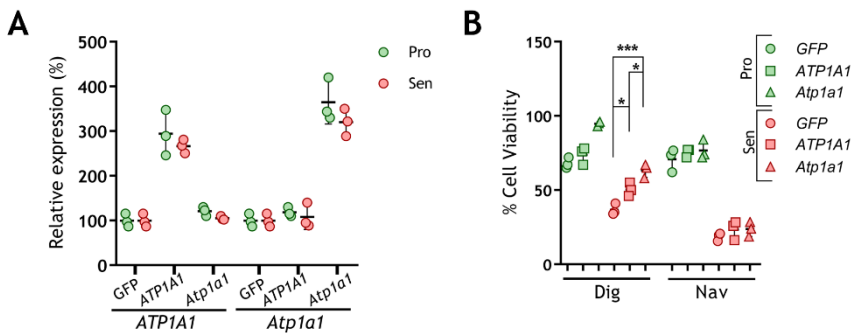 A
Relative expression (%)
500
400
300
200
100
0
Pro
Sen
GFP
ATP1A1
Atp1a1
GFP
ATP1A1
Atp1a1
ATP1A1
Atp1a1
B
% Cell Viability
150
100
50
0
***
*
*
Dig
Nav
Pro
GFP
ATP1A1
Atp1a1
Sen
GFP
ATP1A1
Atp1a1